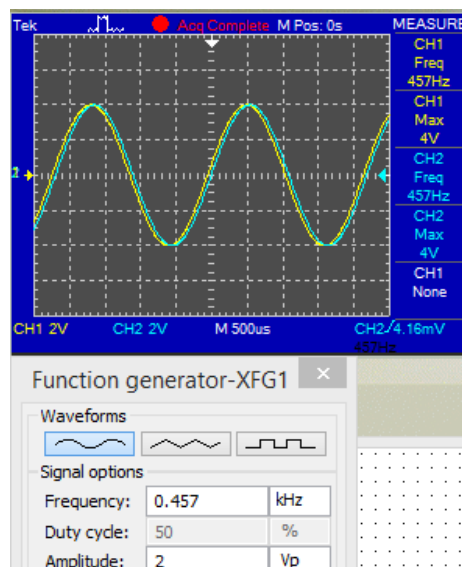 Tek Acq Complete M Pos: 0s MEASURE
CH1
Freq
457Hz
CH1
Max
4V
CH2
Freq
457Hz
CH2
Max
4V
CH1
None
2
CH1 2V CH2 2V M 500us CH2/4.16mV
457Hz
Function generator-XFG1 ×
Waveforms
Signal options
Frequency: 0.457 kHz
Duty cycle: 50 %
Amplitude: 2 Vp